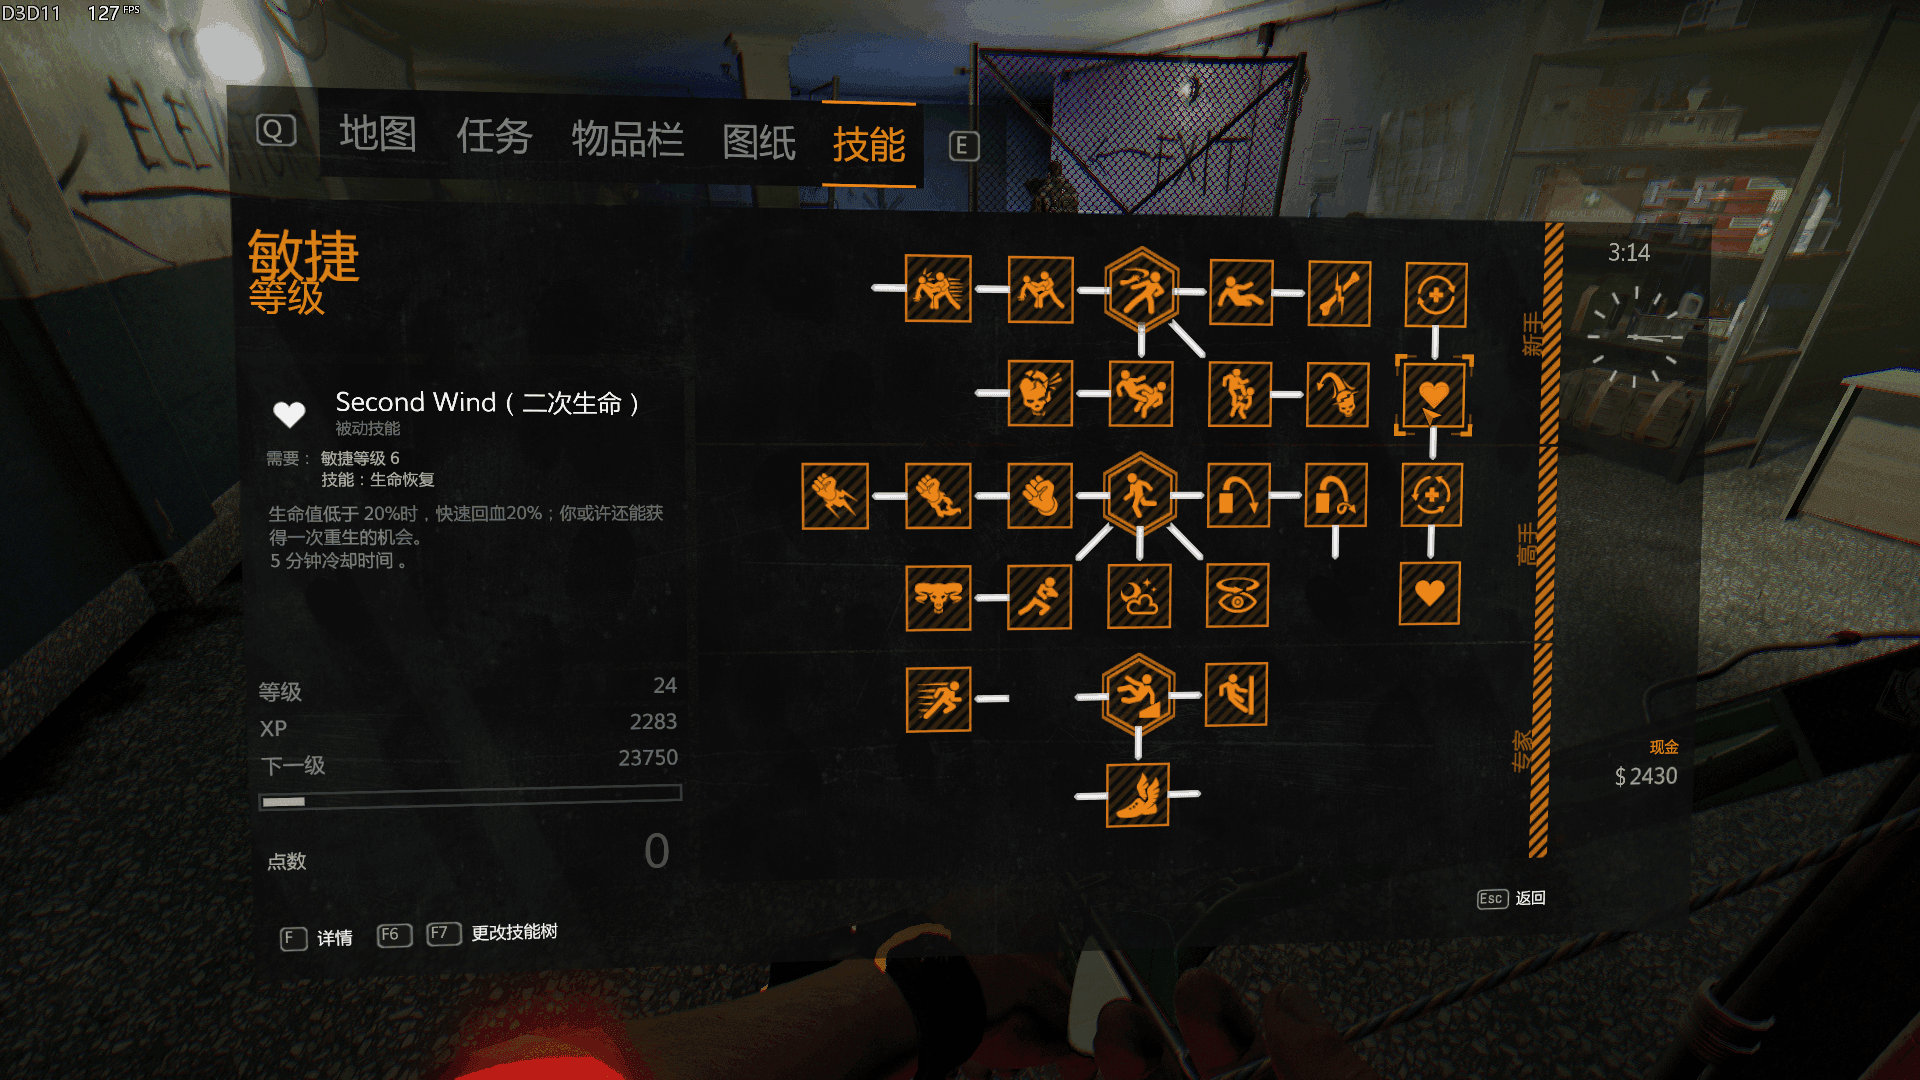 D3D11 127 FPS
ELEV
EXIT
Q 地图 任务 物品栏 图纸 技能 E
敏捷
等级
3:14
新手
Second Wind（二次生命）
被动技能
需要： 敏捷等级 6
技能：生命恢复
生命值低于 20%时，快速回血20%；你或许还能获
得一次重生的机会。
5 分钟冷却时间 。
高手
等级 24
XP 2283
下一级 23750
专家
现金
$2430
点数 0
Esc 返回
F 详情 F6 F7 更改技能树